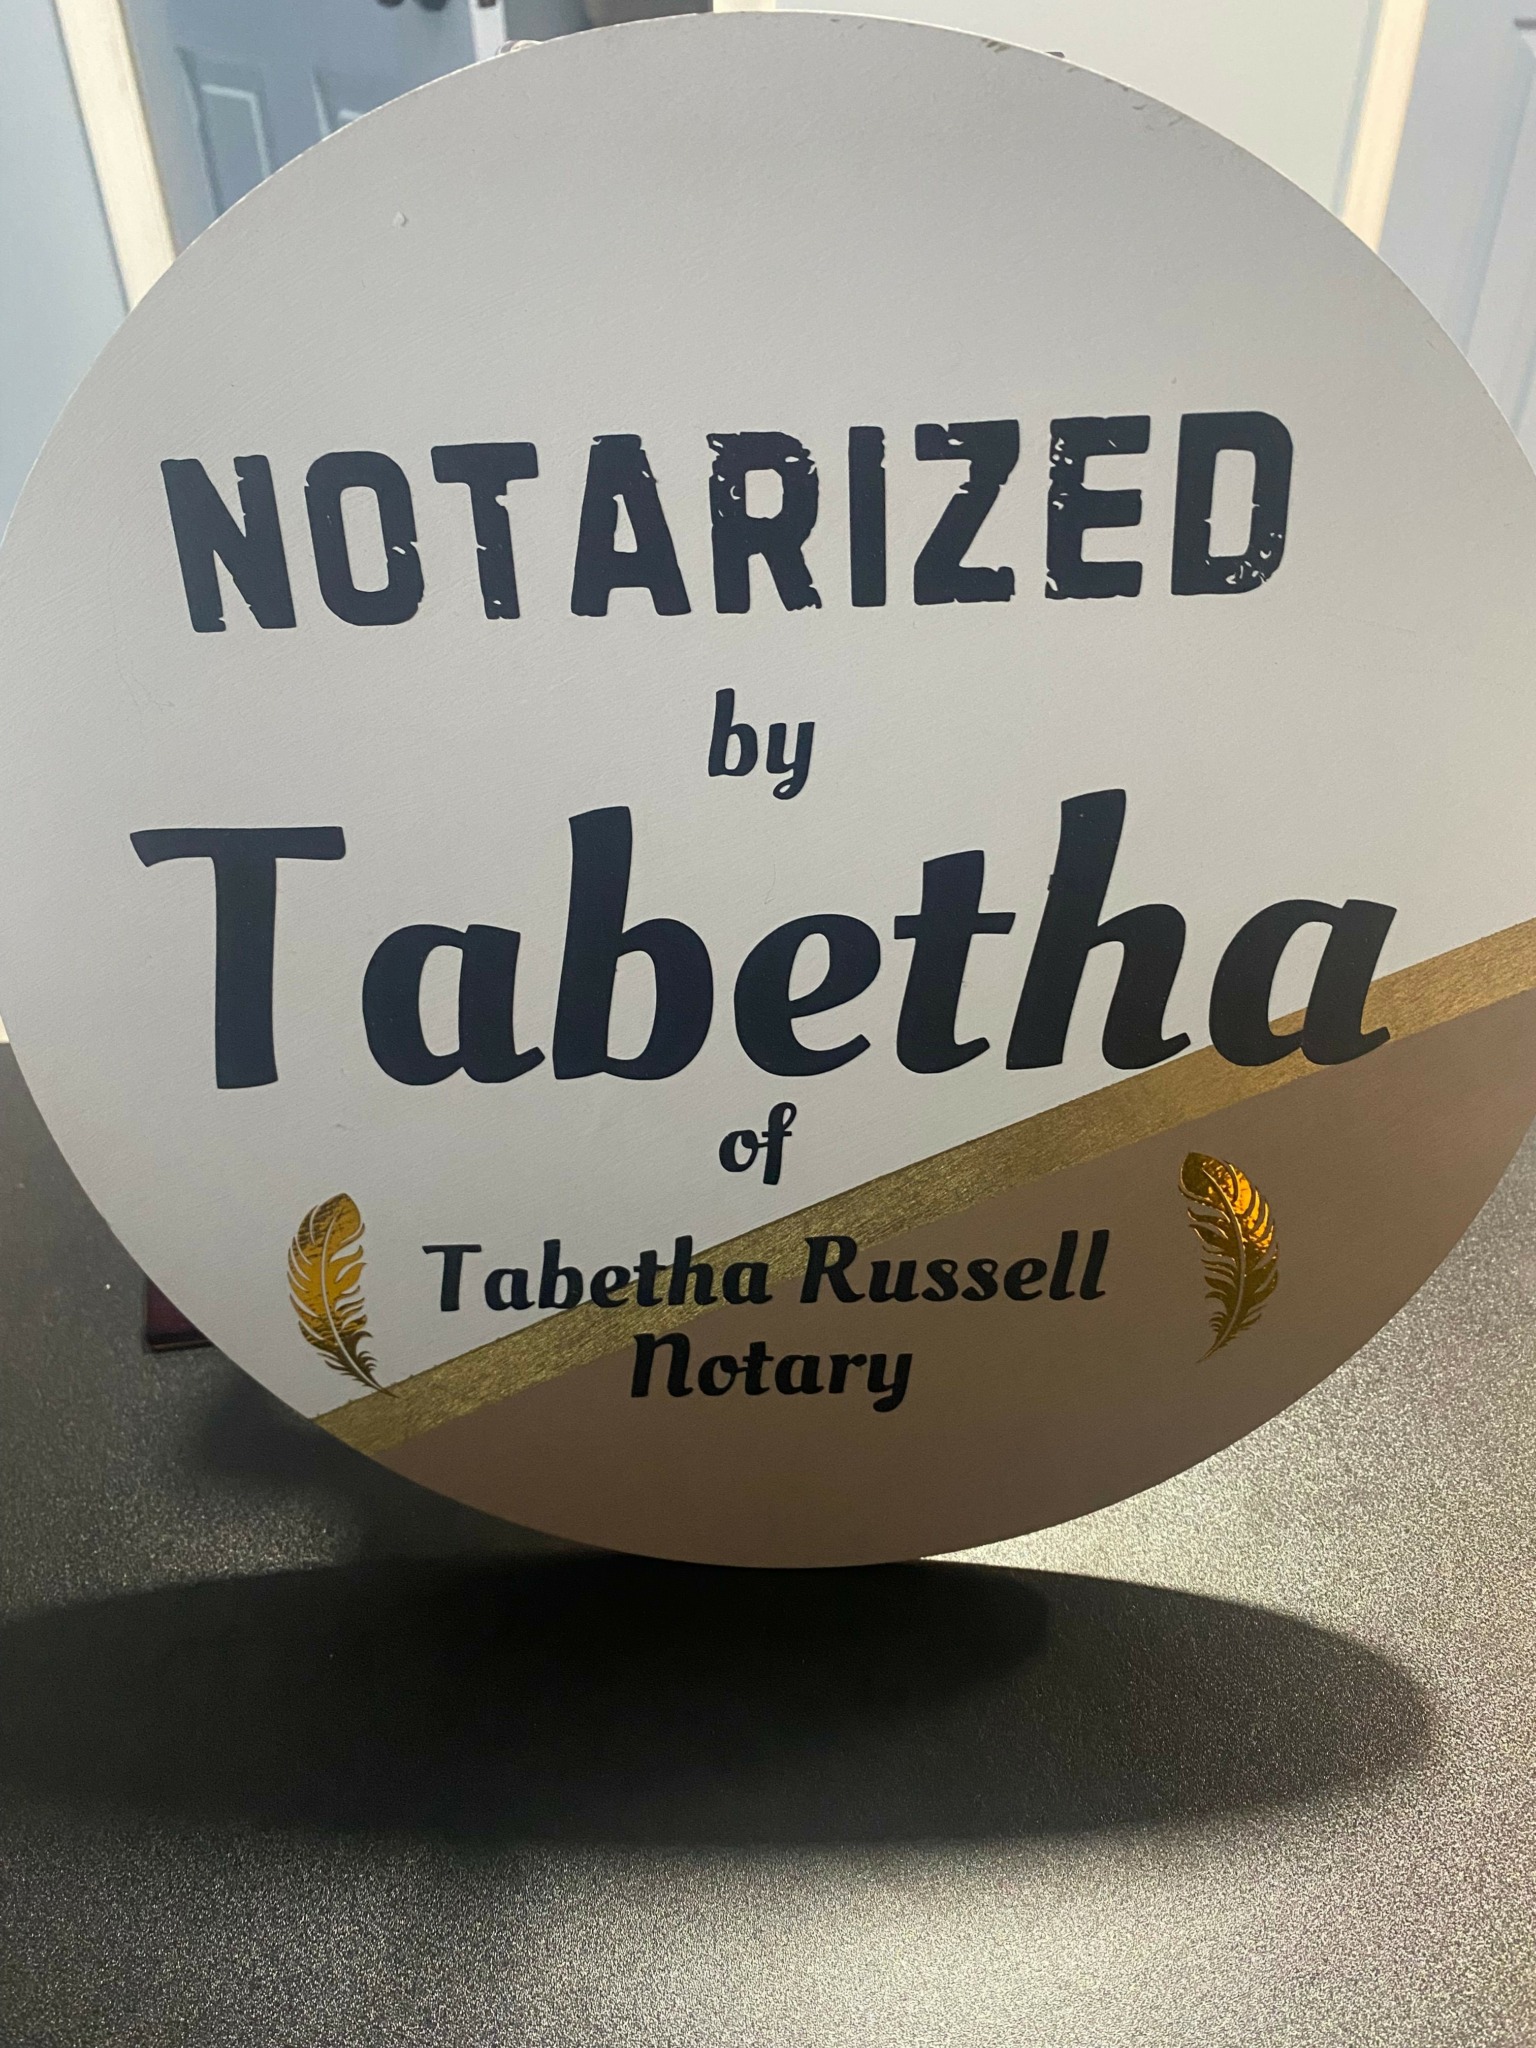 NOTARIZED
by
Tabetha
of
Tabetha Russell
Notary